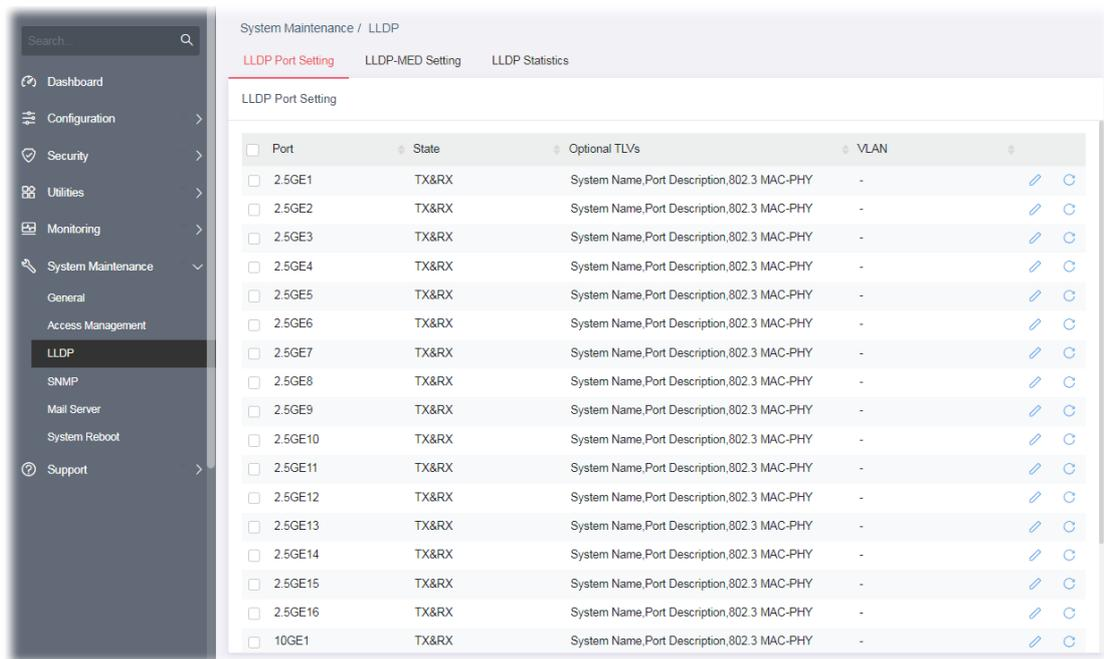 Search...
Dashboard
Configuration
Security
Utilities
Monitoring
System Maintenance
General
Access Management
LLDP
SNMP
Mail Server
System Reboot
Support
System Maintenance / LLDP
LLDP Port Setting LLDP-MED Setting LLDP Statistics
LLDP Port Setting
Port State Optional TLVs VLAN
2.5GE1 TX&RX System Name,Port Description,802.3 MAC-PHY -
2.5GE2 TX&RX System Name,Port Description,802.3 MAC-PHY -
2.5GE3 TX&RX System Name,Port Description,802.3 MAC-PHY -
2.5GE4 TX&RX System Name,Port Description,802.3 MAC-PHY -
2.5GE5 TX&RX System Name,Port Description,802.3 MAC-PHY -
2.5GE6 TX&RX System Name,Port Description,802.3 MAC-PHY -
2.5GE7 TX&RX System Name,Port Description,802.3 MAC-PHY -
2.5GE8 TX&RX System Name,Port Description,802.3 MAC-PHY -
2.5GE9 TX&RX System Name,Port Description,802.3 MAC-PHY -
2.5GE10 TX&RX System Name,Port Description,802.3 MAC-PHY -
2.5GE11 TX&RX System Name,Port Description,802.3 MAC-PHY -
2.5GE12 TX&RX System Name,Port Description,802.3 MAC-PHY -
2.5GE13 TX&RX System Name,Port Description,802.3 MAC-PHY -
2.5GE14 TX&RX System Name,Port Description,802.3 MAC-PHY -
2.5GE15 TX&RX System Name,Port Description,802.3 MAC-PHY -
2.5GE16 TX&RX System Name,Port Description,802.3 MAC-PHY -
10GE1 TX&RX System Name,Port Description,802.3 MAC-PHY -